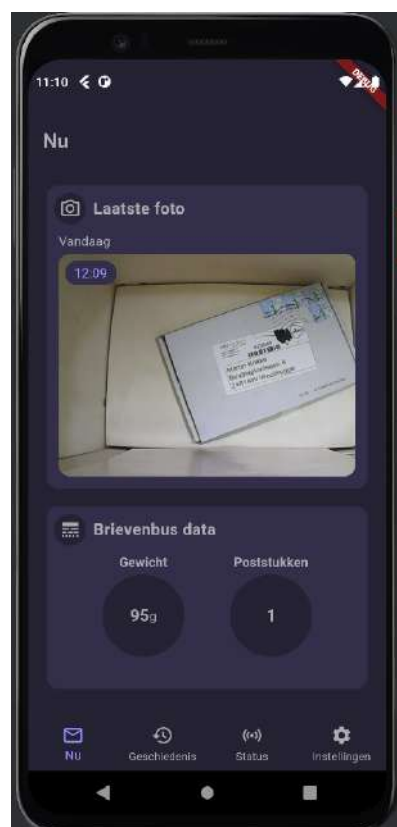 11:10
DEBUG
Nu
Laatste foto
Vandaag
12:09
Brievenbus data
Gewicht
Poststukken
95g
1
Nu
Geschiedenis
Status
Instellingen